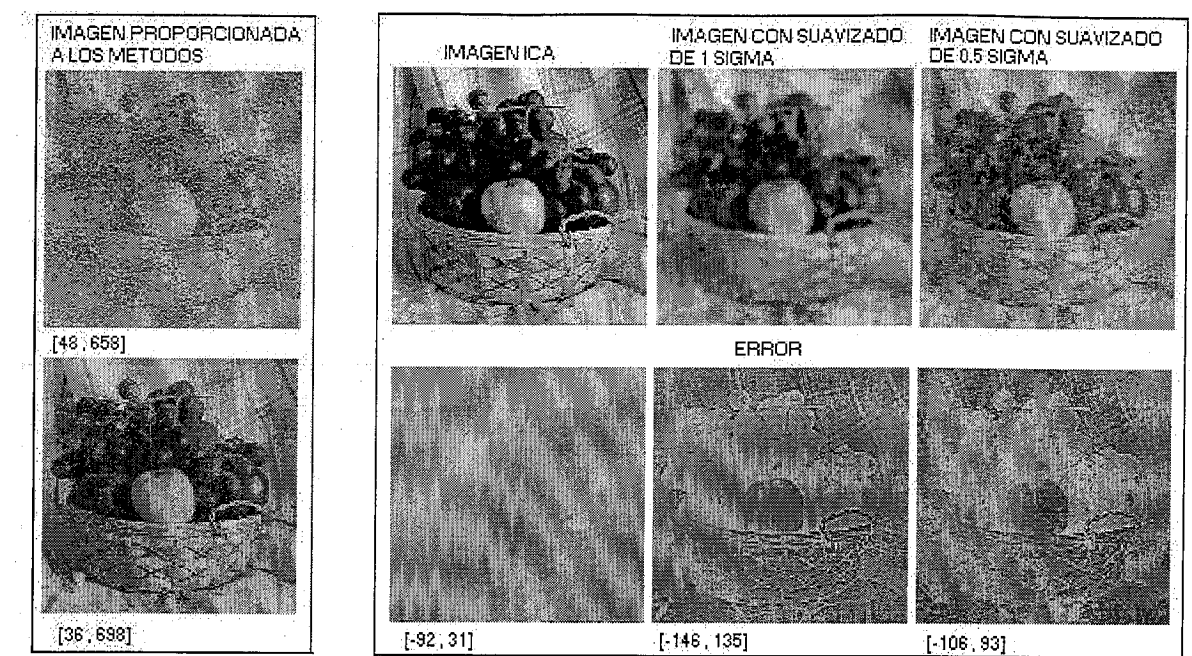 IMAGEN PROPORCIONADA
A LOS METODOS
[48 , 658]
[36 , 698]
IMAGEN ICA
IMAGEN CON SUAVIZADO
DE 1 SIGMA
IMAGEN CON SUAVIZADO
DE 0.5 SIGMA
ERROR
[-92 , 31]
[-146 , 135]
[-106 , 93]